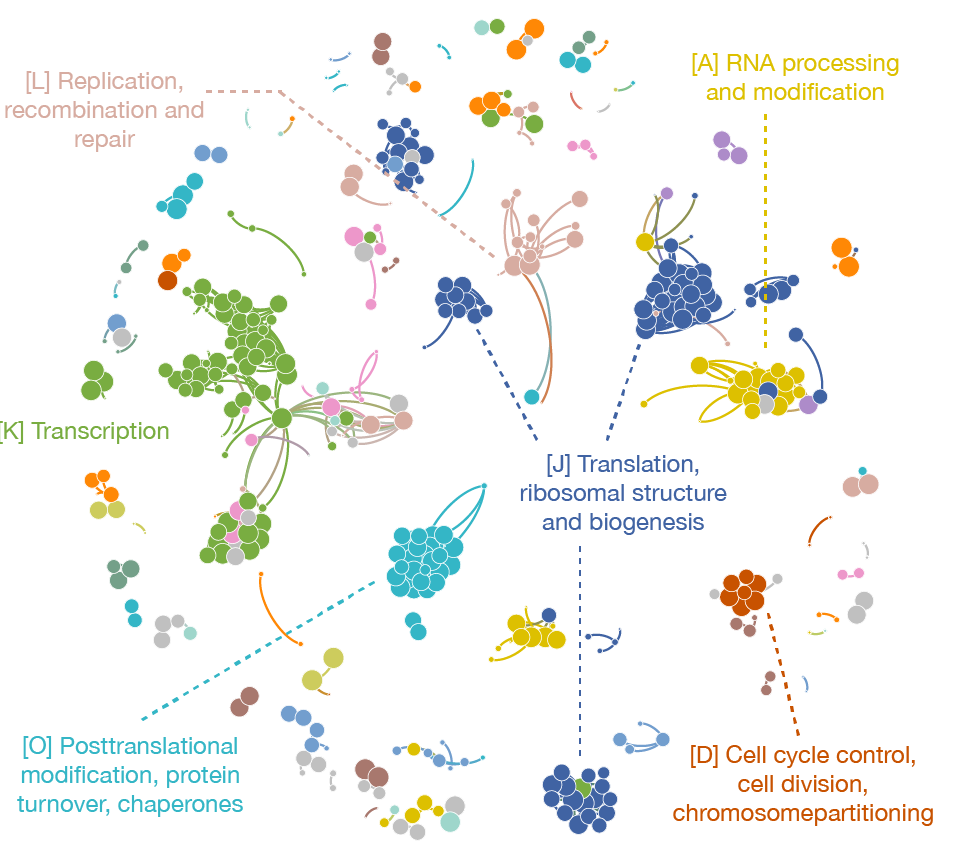 [L] Replication,
recombination and
repair
[A] RNA processing
and modification
[K] Transcription
[J] Translation,
ribosomal structure
and biogenesis
[O] Posttranslational
modification, protein
turnover, chaperones
[D] Cell cycle control,
cell division,
chromosomepartitioning